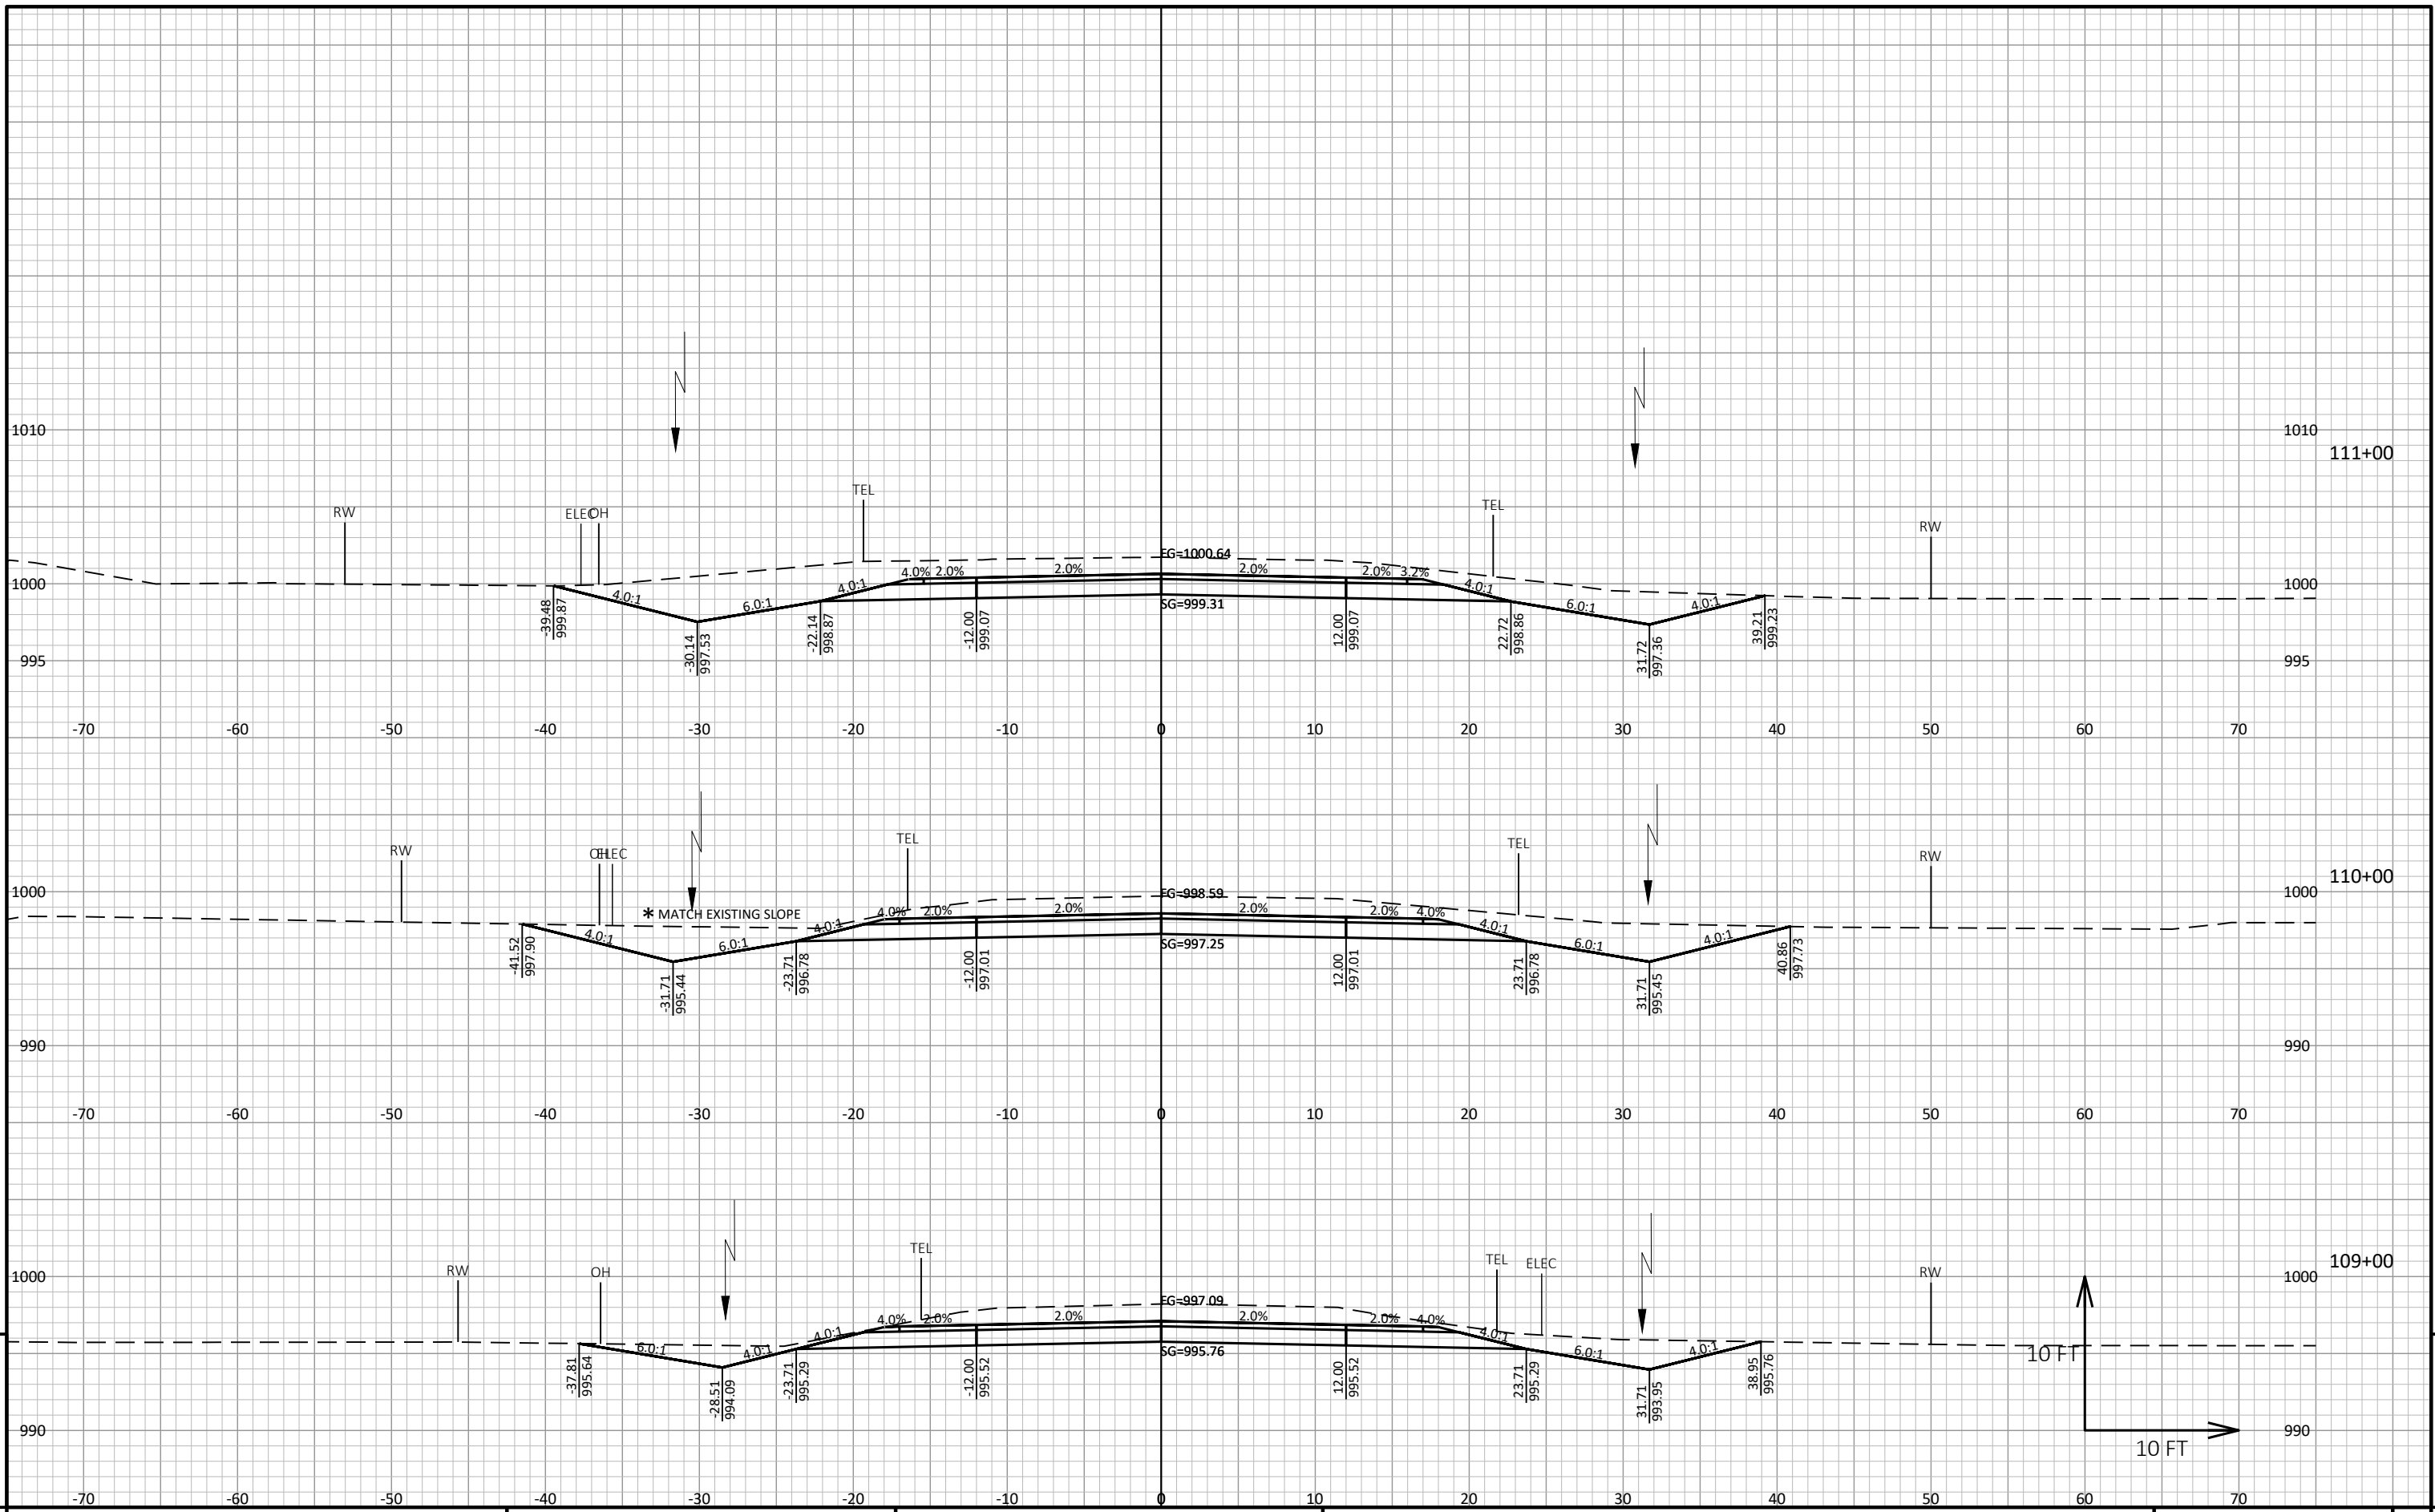 1010 1010
111+00
TEL
TEL
RW ELEC OH RW
FG=1000.64
1000 4.0:1 6.0:1 4.0:1 4.0% 2.0% 2.0% 2.0% 2.0% 3.2% 4.0:1 6.0:1 4.0:1 1000
SG=999.31
-39.48 999.87
-30.14 997.53
-22.14 998.87
-12.00 999.07
12.00 999.07
22.72 998.86
31.72 997.36
39.21 999.23
995 995
-70 -60 -50 -40 -30 -20 -10 0 10 20 30 40 50 60 70
TEL
TEL
RW OH ELEC RW
110+00
1000 FG=998.59 1000
* MATCH EXISTING SLOPE
4.0:1 6.0:1 4.0:1 4.0% 2.0% 2.0% 2.0% 2.0% 4.0% 4.0:1 6.0:1 4.0:1
SG=997.25
-41.52 997.90
-31.71 995.44
-23.71 996.78
-12.00 997.01
12.00 997.01
23.71 996.78
31.71 995.45
40.86 997.73
990 990
-70 -60 -50 -40 -30 -20 -10 0 10 20 30 40 50 60 70
TEL
TEL ELEC
109+00
RW OH RW
1000 1000
FG=997.09
6.0:1 4.0:1 4.0:1 4.0% 2.0% 2.0% 2.0% 2.0% 4.0% 4.0:1 6.0:1 4.0:1
SG=995.76
-37.81 995.64
-28.51 994.09
-23.71 995.29
-12.00 995.52
12.00 995.52
23.71 995.29
31.71 993.95
38.95 995.76
10 FT
990 990
10 FT
-70 -60 -50 -40 -30 -20 -10 0 10 20 30 40 50 60 70